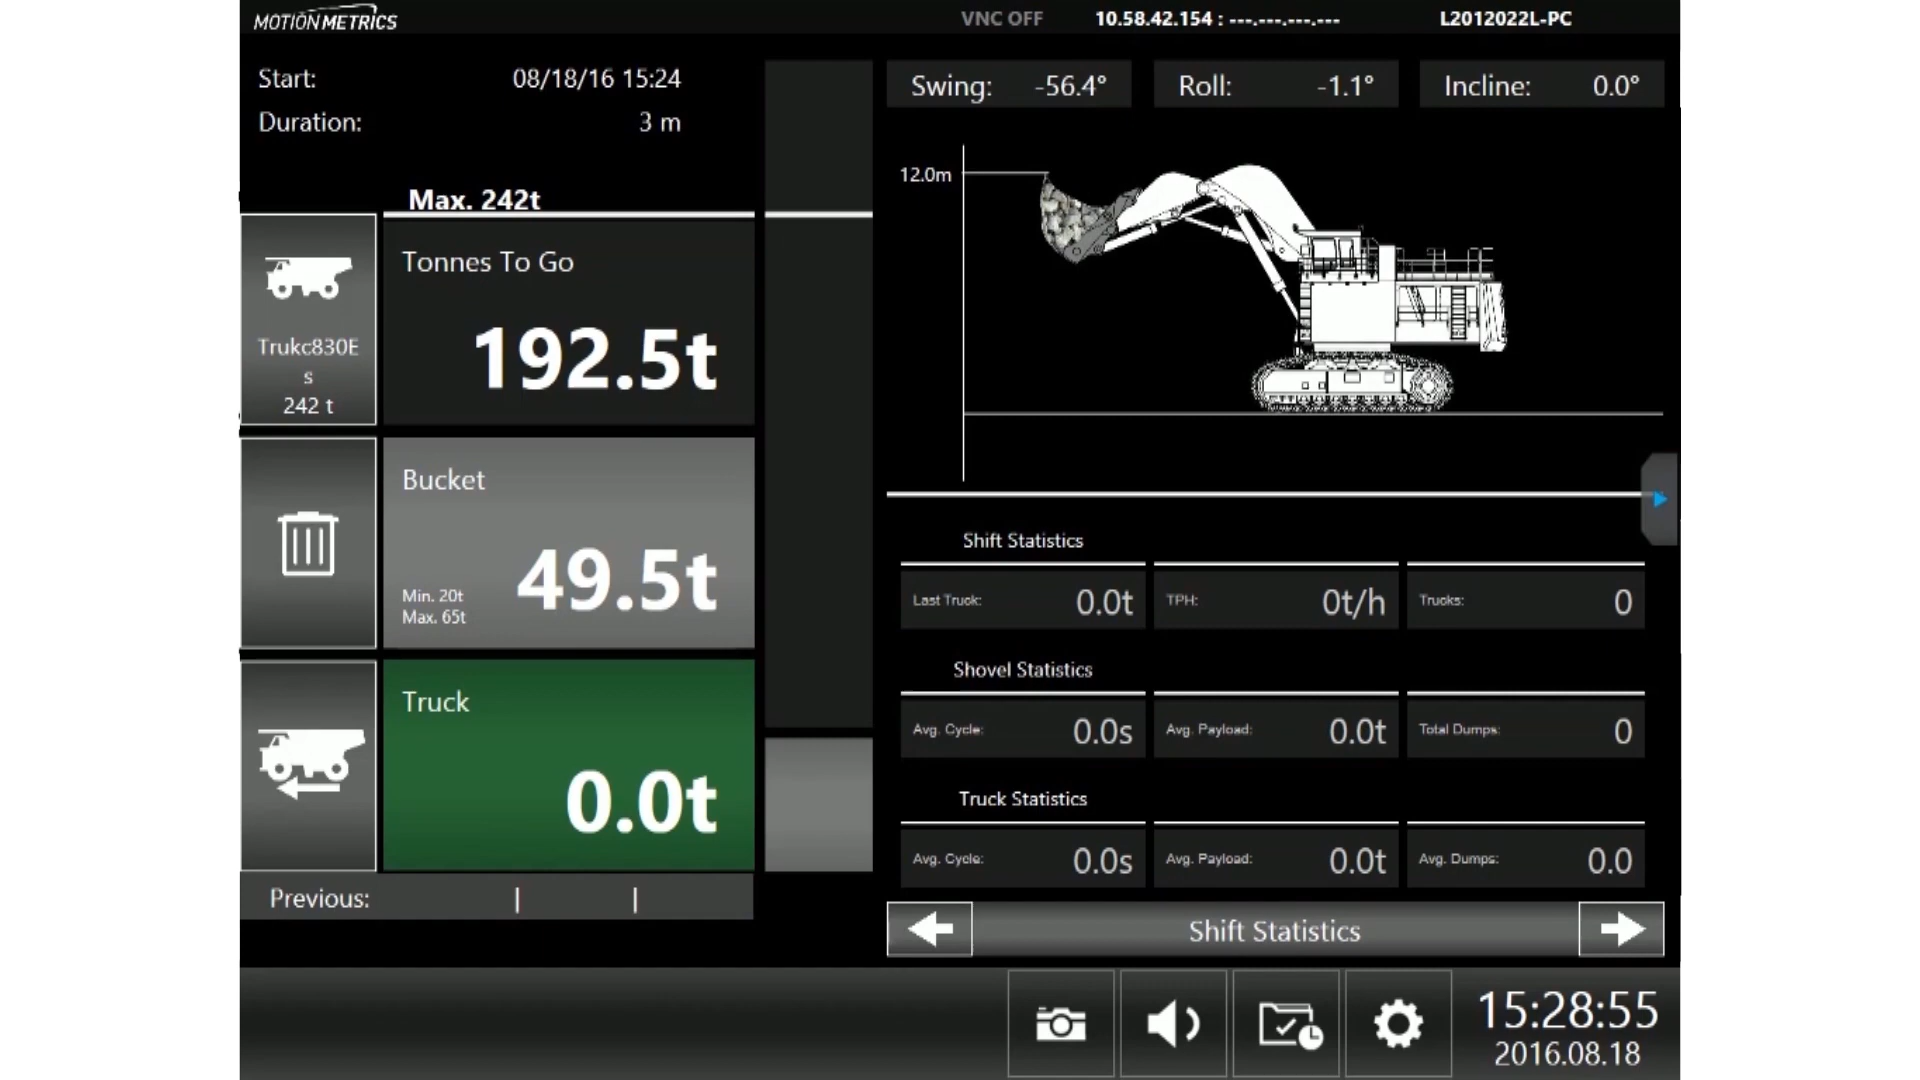 MOTION METRICS
VNC OFF
10.58.42.154 : ---.---.---.---
L2012022L-PC
Start: 08/18/16 15:24
Duration: 3 m
Max. 242t
Trukc830E
s
242 t
Tonnes To Go
192.5t
Bucket
Min. 20t
Max. 65t
49.5t
Truck
0.0t
Previous: | |
Swing: -56.4°
Roll: -1.1°
Incline: 0.0°
12.0m
Shift Statistics
Last Truck: 0.0t
TPH: 0t/h
Trucks: 0
Shovel Statistics
Avg. Cycle: 0.0s
Avg. Payload: 0.0t
Total Dumps: 0
Truck Statistics
Avg. Cycle: 0.0s
Avg. Payload: 0.0t
Avg. Dumps: 0.0
Shift Statistics
15:28:55
2016.08.18